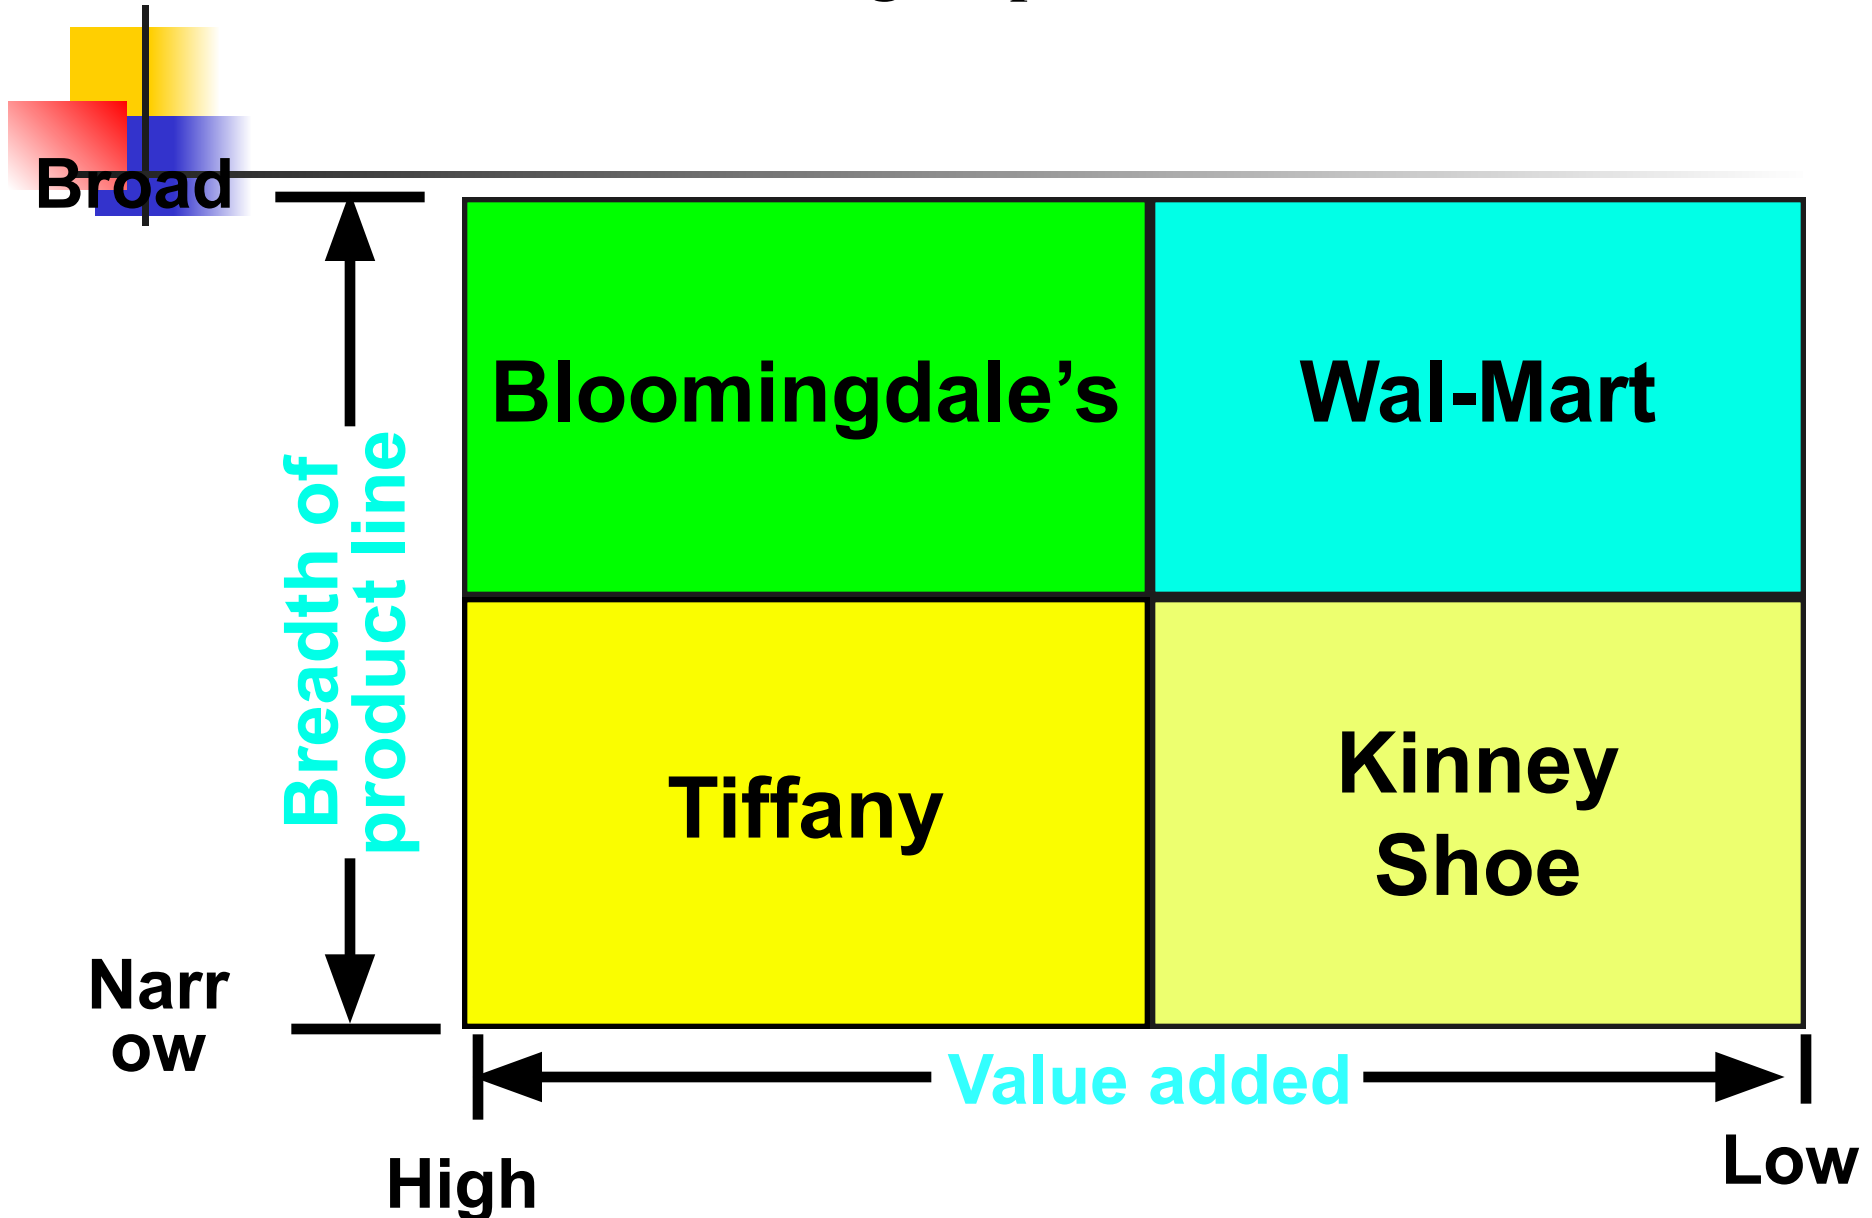 Broad
Bloomingdale’s
Wal-Mart
Breadth of
product line
Tiffany
Kinney
Shoe
Narr
ow
Value added
High
Low